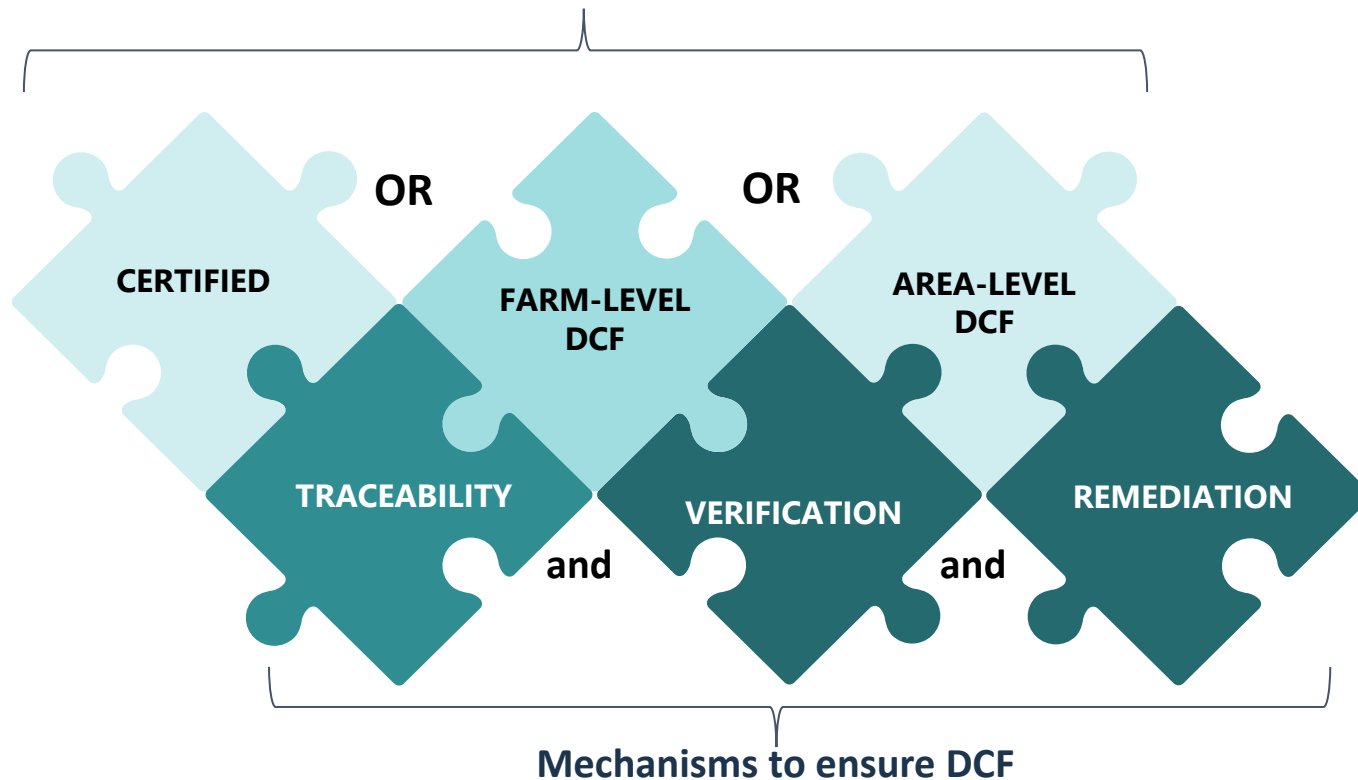 OR
OR
CERTIFIED
FARM-LEVEL
DCF
AREA-LEVEL
DCF
TRACEABILITY
VERIFICATION
REMEDIATION
and
and
Mechanisms to ensure DCF